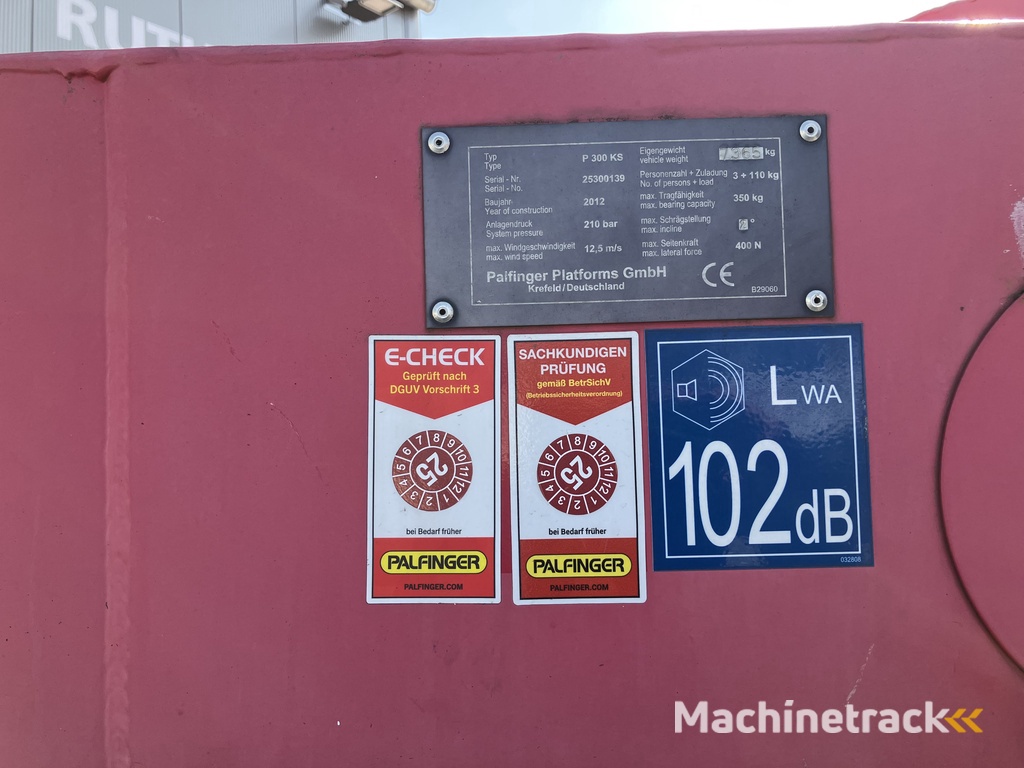 RUTH
Typ
Type
P 300 KS
Serial - Nr.
Serial - No.
25300139
Baujahr
Year of construction
2012
Anlagendruck
System pressure
210 bar
max. Windgeschwindigkeit
max. wind speed
12,5 m/s
Eigengewicht
vehicle weight
7365 kg
Personenzahl + Zuladung
No. of persons + load
3 + 110 kg
max. Tragfähigkeit
max. bearing capacity
350 kg
max. Schrägstellung
max. incline
°
max. Seitenkraft
max. lateral force
400 N
Palfinger Platforms GmbH
Krefeld/Deutschland
CE
B29060
E-CHECK
Geprüft nach
DGUV Vorschrift 3
1 2 3 4 5 6 7 8 9 10 11 12
25
bei Bedarf früher
PALFINGER
PALFINGER.COM
SACHKUNDIGEN
PRÜFUNG
gemäß BetrSichV
(Betriebssicherheitsverordnung)
1 2 3 4 5 6 7 8 9 10 11 12
25
bei Bedarf früher
PALFINGER
PALFINGER.COM
LWA
102dB
032808
Machinetrack